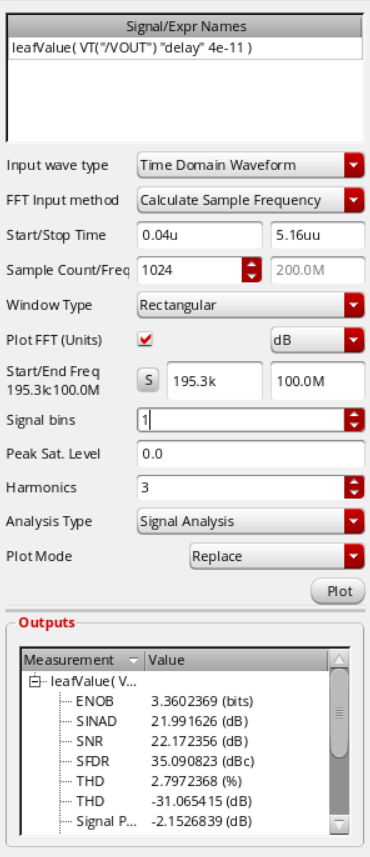 Signal/Expr Names
leafValue( VT("/VOUT") "delay" 4e-11 )
Input wave type Time Domain Waveform
FFT Input method Calculate Sample Frequency
Start/Stop Time 0.04u 5.16uu
Sample Count/Freq 1024 200.0M
Window Type Rectangular
Plot FFT (Units) dB
Start/End Freq
195.3k:100.0M S 195.3k 100.0M
Signal bins 1
Peak Sat. Level 0.0
Harmonics 3
Analysis Type Signal Analysis
Plot Mode Replace
Plot
Outputs
Measurement Value
leafValue( V...
ENOB 3.3602369 (bits)
SINAD 21.991626 (dB)
SNR 22.172356 (dB)
SFDR 35.090823 (dBc)
THD 2.7972368 (%)
THD -31.065415 (dB)
Signal P... -2.1526839 (dB)